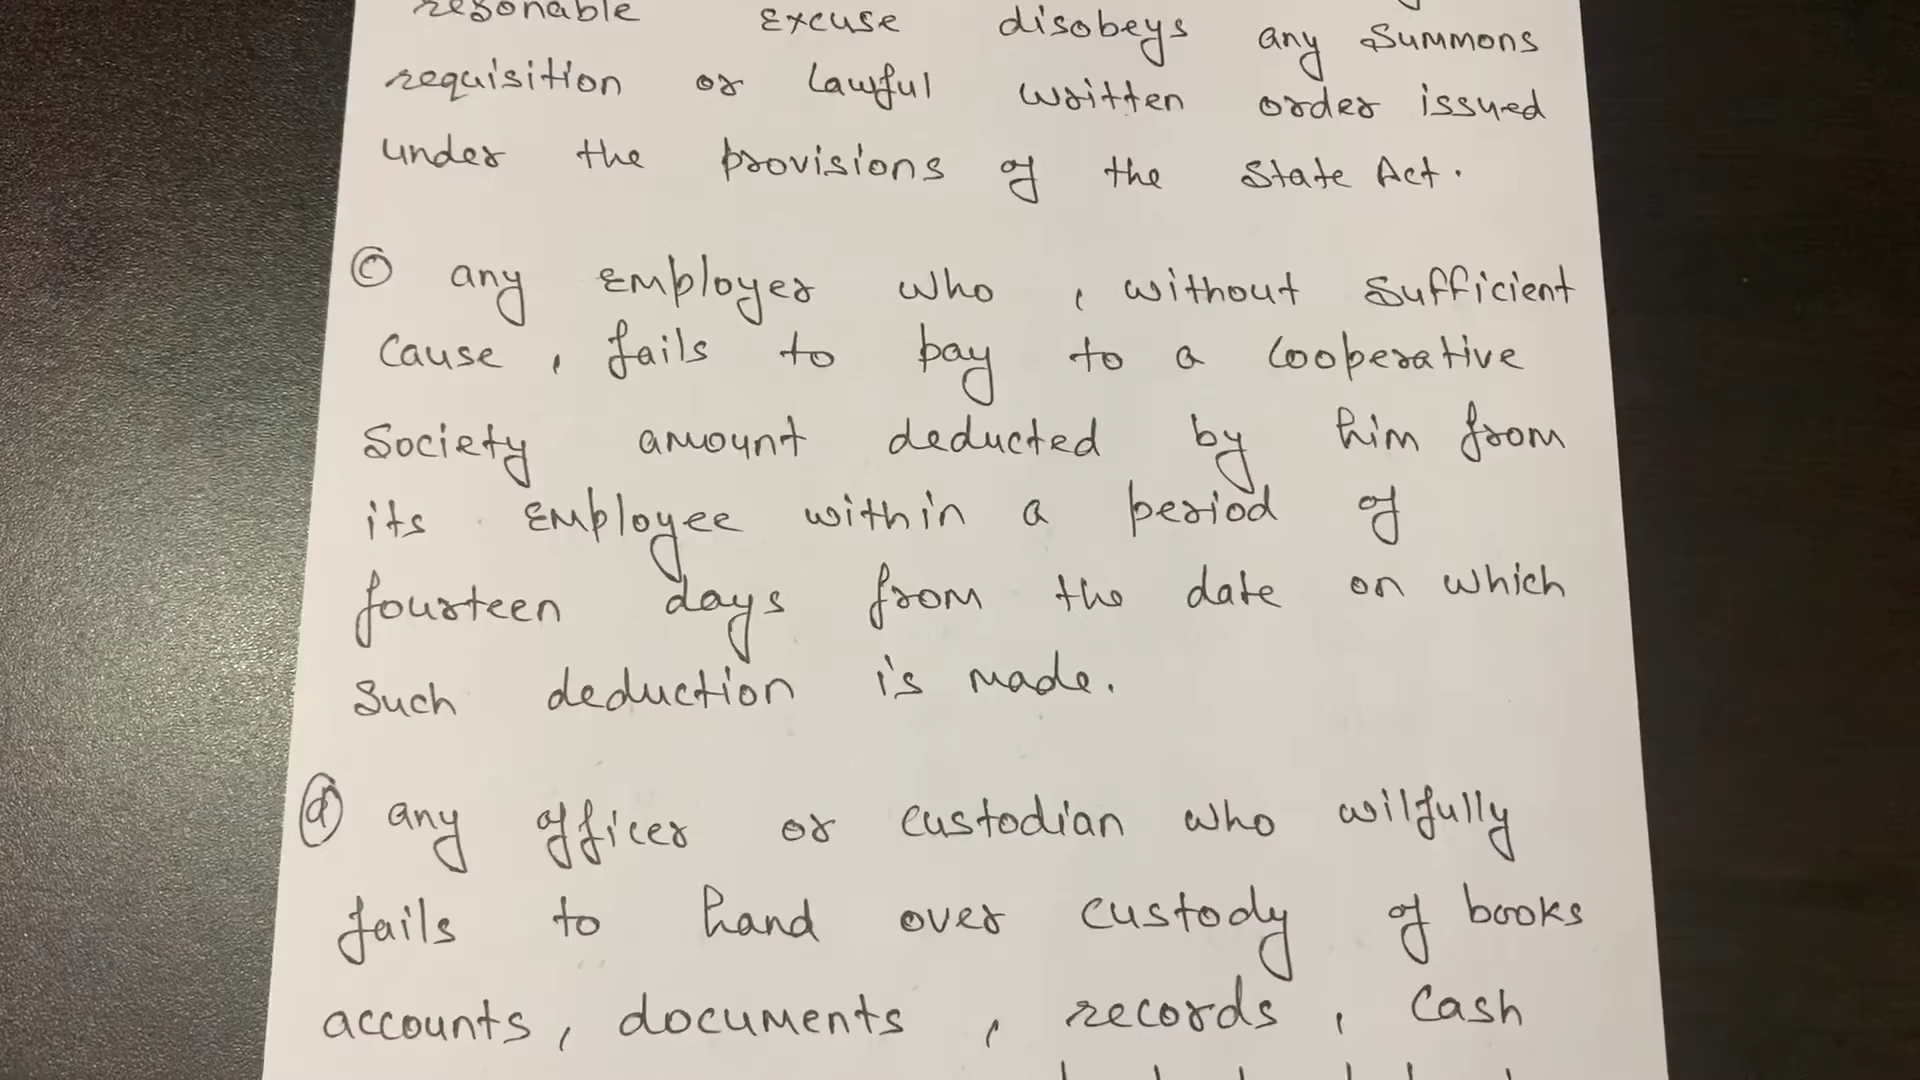 resonable excuse disobeys any Summons
requisition or lawful written order issued
under the provisions of the State Act.
© any Employer who , without Sufficient
Cause , fails to pay to a Cooperative
Society amount deducted by him from
its Employee within a period of
fourteen days from the date on which
Such deduction is made.
ⓓ any officer or custodian who wilfully
fails to hand over custody of books
accounts, documents , records , Cash